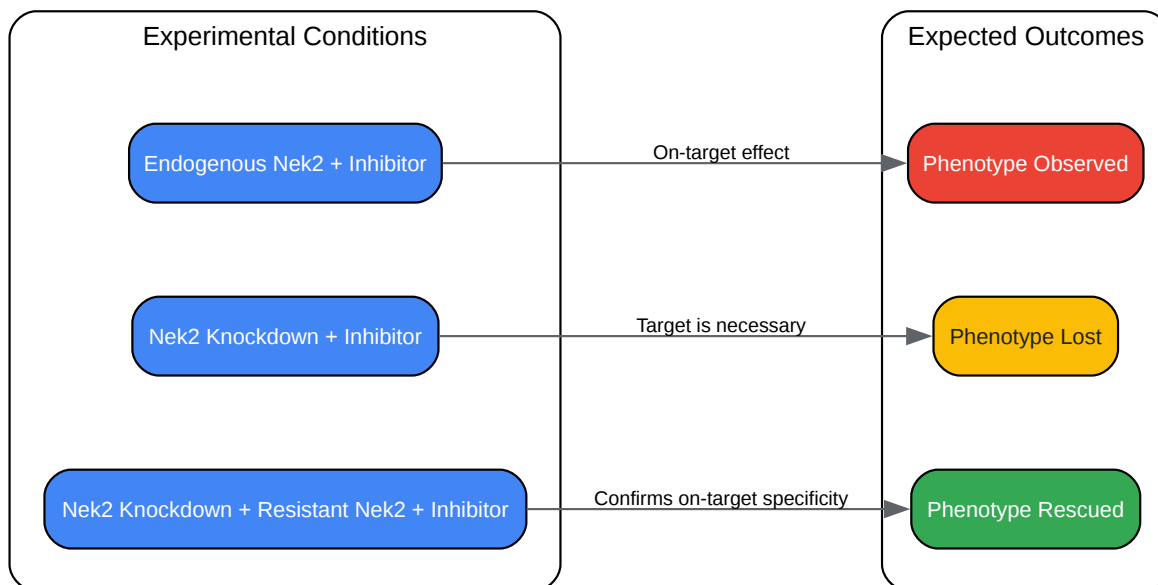 Experimental Conditions
Expected Outcomes
Endogenous Nek2 + Inhibitor
On-target effect
Phenotype Observed
Nek2 Knockdown + Inhibitor
Target is necessary
Phenotype Lost
Nek2 Knockdown + Resistant Nek2 + Inhibitor
Confirms on-target specificity
Phenotype Rescued